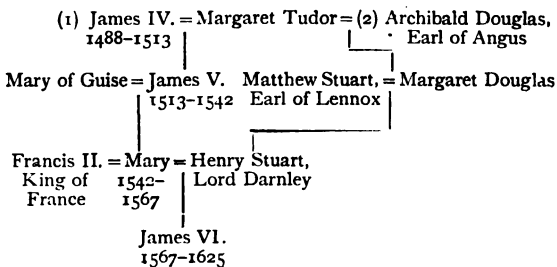 (1) James IV. = Margaret Tudor = (2) Archibald Douglas,
1488–1513 Earl of Angus
Mary of Guise = James V. Matthew Stuart, = Margaret Douglas
1513–1542 Earl of Lennox
Francis II. = Mary = Henry Stuart,
King of 1542– Lord Darnley
France 1567
James VI.
1567–1625